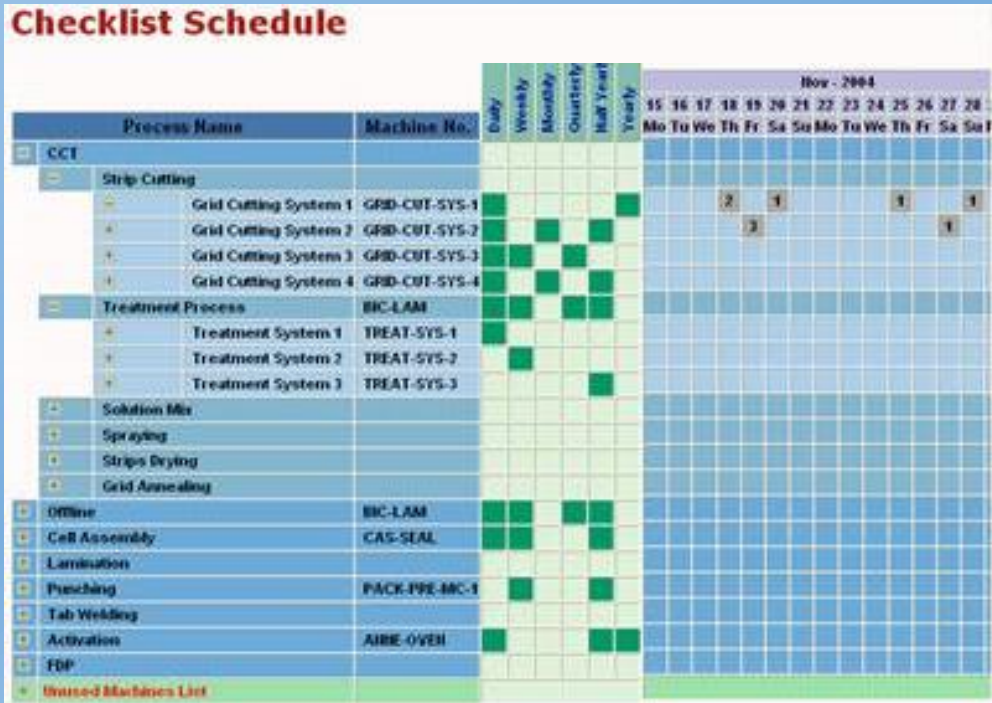 Checklist Schedule
Daily Weekly Monthly Quarterly Half Yearly Yearly
Nov - 2004
15 16 17 18 19 20 21 22 23 24 25 26 27 28
Process Name Machine No. Mo Tu We Th Fr Sa Su Mo Tu We Th Fr Sa Su
CCT
Strip Cutting
Grid Cutting System 1 GRID-CUT-SYS-1 2 1 1 1
Grid Cutting System 2 GRID-CUT-SYS-2 3 1
Grid Cutting System 3 GRID-CUT-SYS-3
Grid Cutting System 4 GRID-CUT-SYS-4
Treatment Process
Treatment System 1 TREAT-SYS-1
Treatment System 2 TREAT-SYS-2
Treatment System 3 TREAT-SYS-3
Solution Mix
Spraying
Strips Drying
Grid Annealing
Offline
Cell Assembly CAS-SEAL
Lamination
Punching PACK-PRE-MC-1
Tab Welding
Activation
FDP
Unused Machines List